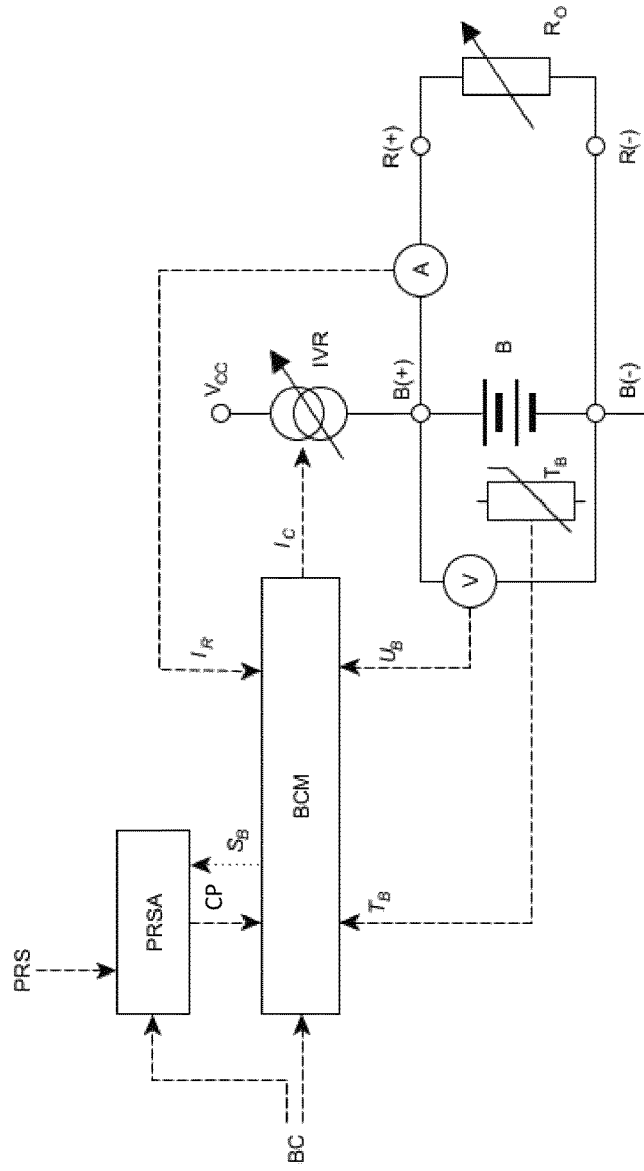 PRS
PRSA
BC
CP
S_B
BCM
I_R
I_C
T_B
U_B
V_CC
IVR
A
V
B(+)
B
T_B
B(-)
R(+)
R_O
R(-)